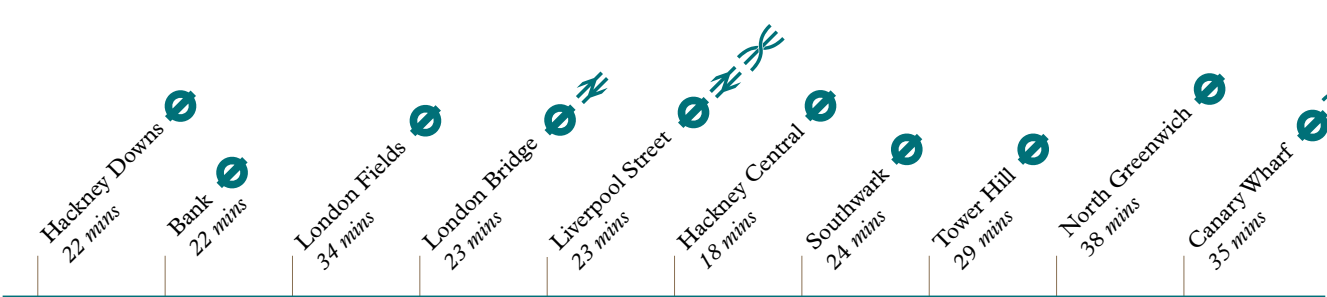 Hackney Downs
22 mins
Bank
22 mins
London Fields
34 mins
London Bridge
23 mins
Liverpool Street
23 mins
Hackney Central
18 mins
Southwark
24 mins
Tower Hill
29 mins
North Greenwich
38 mins
Canary Wharf
35 mins